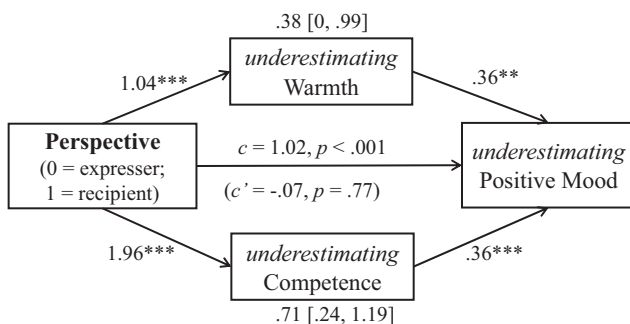 .38 [0, .99]
underestimating
Warmth
1.04***
.36**
Perspective
(0 = expresser;
1 = recipient)
c = 1.02, p < .001
(c’ = -.07, p = .77)
underestimating
Positive Mood
1.96***
.36***
underestimating
Competence
.71 [.24, 1.19]